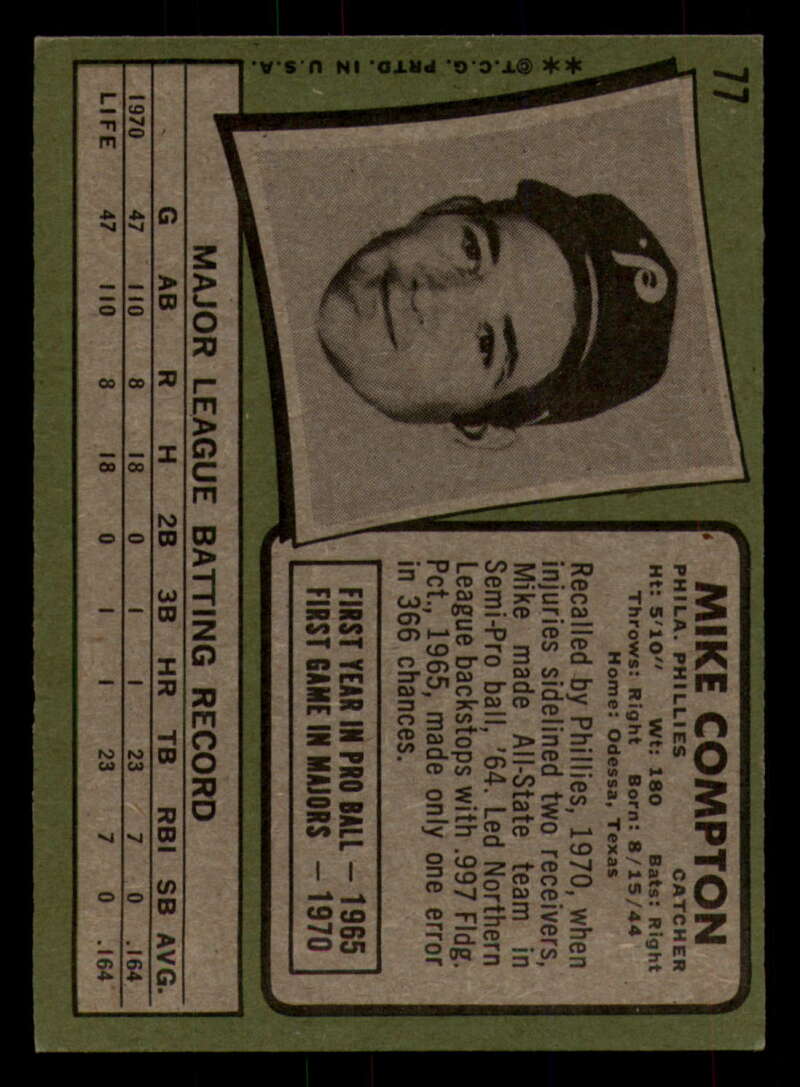 77
**©T.C.G. PRTD. IN U.S.A.
P
MIKE COMPTON
PHILA. PHILLIES CATCHER
Ht: 5'10" Wt: 180 Bats: Right
Throws: Right Born: 8/15/44
Home: Odessa, Texas
Recalled by Phillies, 1970, when
injuries sidelined two receivers,
Mike made All-State team in
Semi-Pro ball, '64. Led Northern
League backstops with .997 Fldg.
Pct., 1965, made only one error
in 366 chances.
FIRST YEAR IN PRO BALL — 1965
FIRST GAME IN MAJORS — 1970
MAJOR LEAGUE BATTING RECORD
G AB R H 2B 3B HR TB RBI SB AVG.
1970 47 110 8 18 0 1 1 23 7 0 .164
LIFE 47 110 8 18 0 1 1 23 7 0 .164